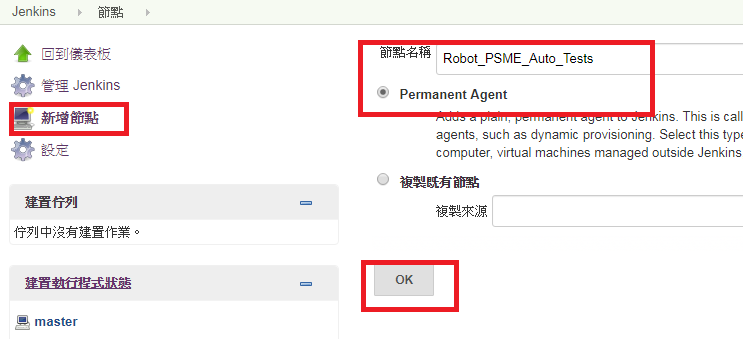 Jenkins 節點
回到儀表板
管理 Jenkins
新增節點
設定
建置佇列
佇列中沒有建置作業。
建置執行程式狀態
master
節點名稱 Robot_PSME_Auto_Tests
Permanent Agent
Adds a plain, permanent agent to Jenkins. This is call
agents, such as dynamic provisioning. Select this type
computer, virtual machines managed outside Jenkins
複製既有節點
複製來源
OK